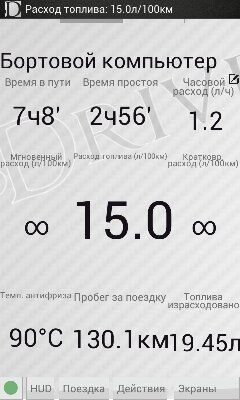 Расход топлива: 15.0л/100км
Бортовой компьютер
Время в пути Время простоя Часовой расход (л/ч)
7ч8' 2ч56' 1.2
Мгновенный расход (л/100км) Расход топлива (л/100км) Кратковр. расход (л/100км)
∞ 15.0 ∞
Темп. антифриза Пробег за поездку Топлива израсходовано
90°C 130.1км 19.45л
HUD Поездка Действия Экраны